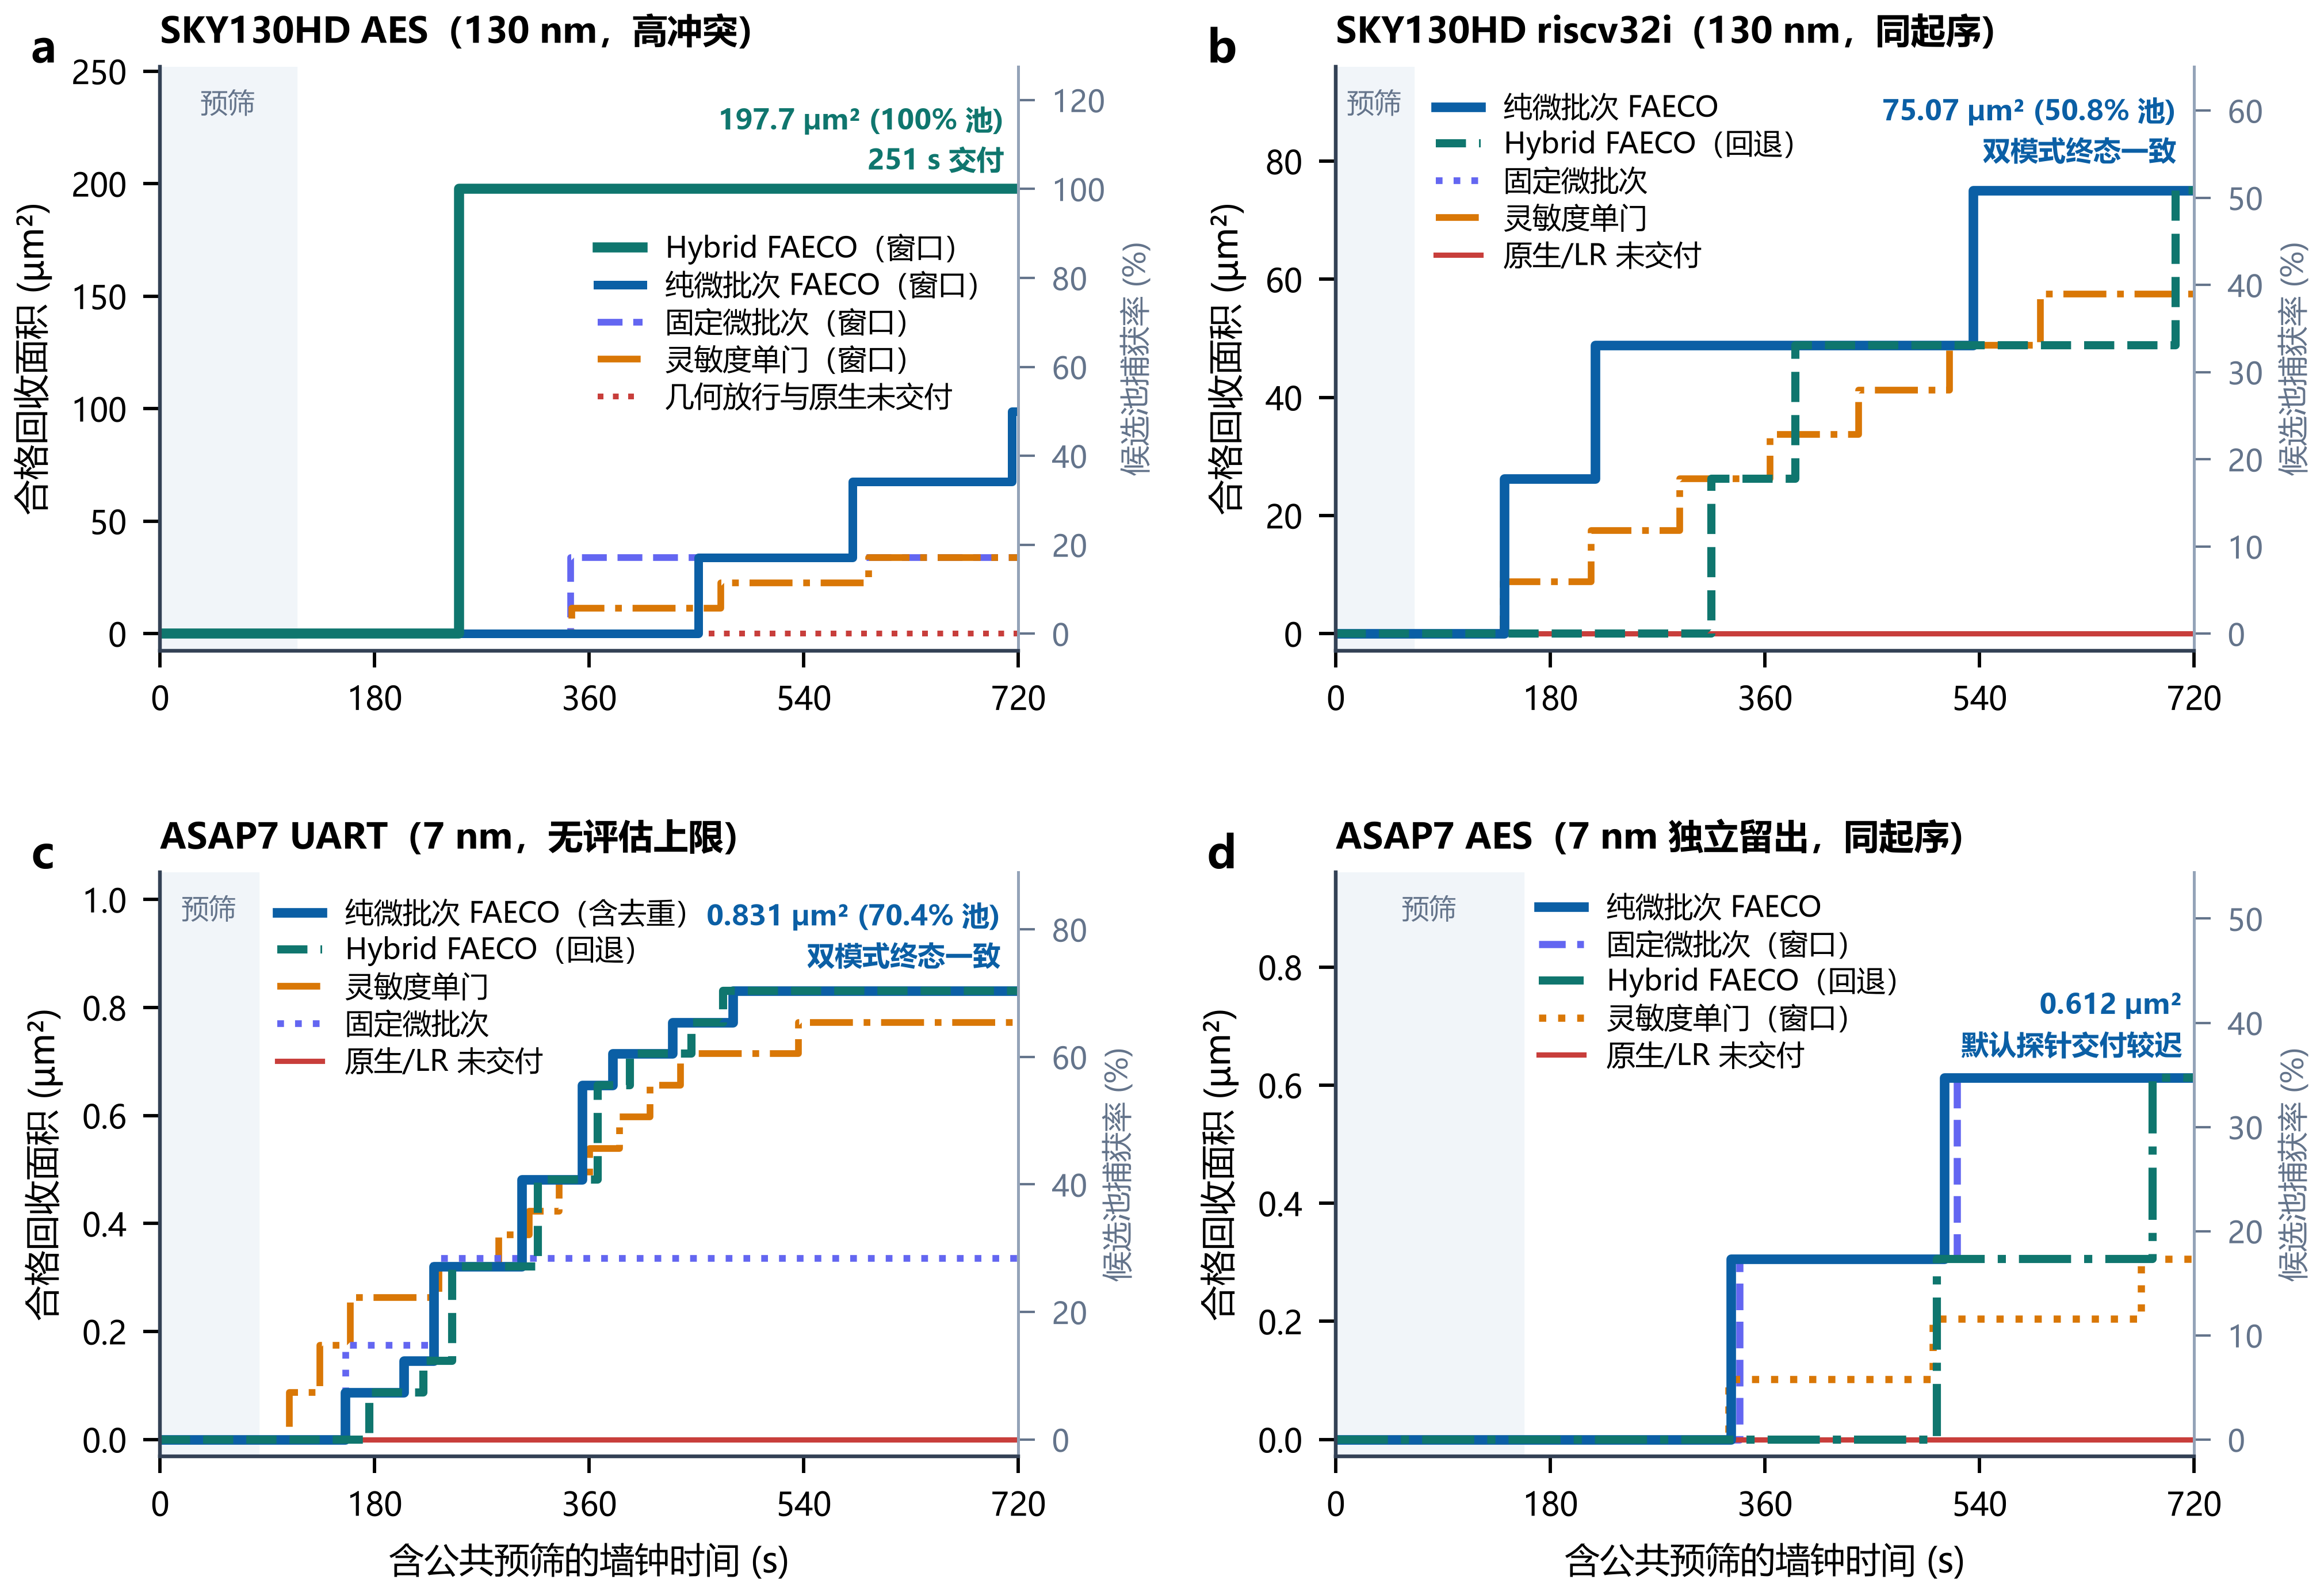 a
SKY130HD AES（130 nm，高冲突）
250
200
150
100
50
0
合格回收面积 (μm²)
预筛
197.7 μm² (100% 池)
251 s 交付
Hybrid FAECO（窗口）
纯微批次 FAECO（窗口）
固定微批次（窗口）
灵敏度单门（窗口）
几何放行与原生未交付
120
100
80
60
40
20
0
候选池捕获率 (%)
0 180 360 540 720
b
SKY130HD riscv32i（130 nm，同起序）
80
60
40
20
0
合格回收面积 (μm²)
预筛
纯微批次 FAECO
Hybrid FAECO（回退）
固定微批次
灵敏度单门
原生/LR 未交付
75.07 μm² (50.8% 池)
双模式终态一致
60
50
40
30
20
10
0
候选池捕获率 (%)
0 180 360 540 720
c
ASAP7 UART（7 nm，无评估上限）
1.0
0.8
0.6
0.4
0.2
0.0
合格回收面积 (μm²)
预筛
纯微批次 FAECO（含去重）
Hybrid FAECO（回退）
灵敏度单门
固定微批次
原生/LR 未交付
0.831 μm² (70.4% 池)
双模式终态一致
80
60
40
20
0
候选池捕获率 (%)
0 180 360 540 720
含公共预筛的墙钟时间 (s)
d
ASAP7 AES（7 nm 独立留出，同起序）
0.8
0.6
0.4
0.2
0.0
合格回收面积 (μm²)
预筛
纯微批次 FAECO
固定微批次（窗口）
Hybrid FAECO（回退）
灵敏度单门（窗口）
原生/LR 未交付
0.612 μm²
默认探针交付较迟
50
40
30
20
10
0
候选池捕获率 (%)
0 180 360 540 720
含公共预筛的墙钟时间 (s)